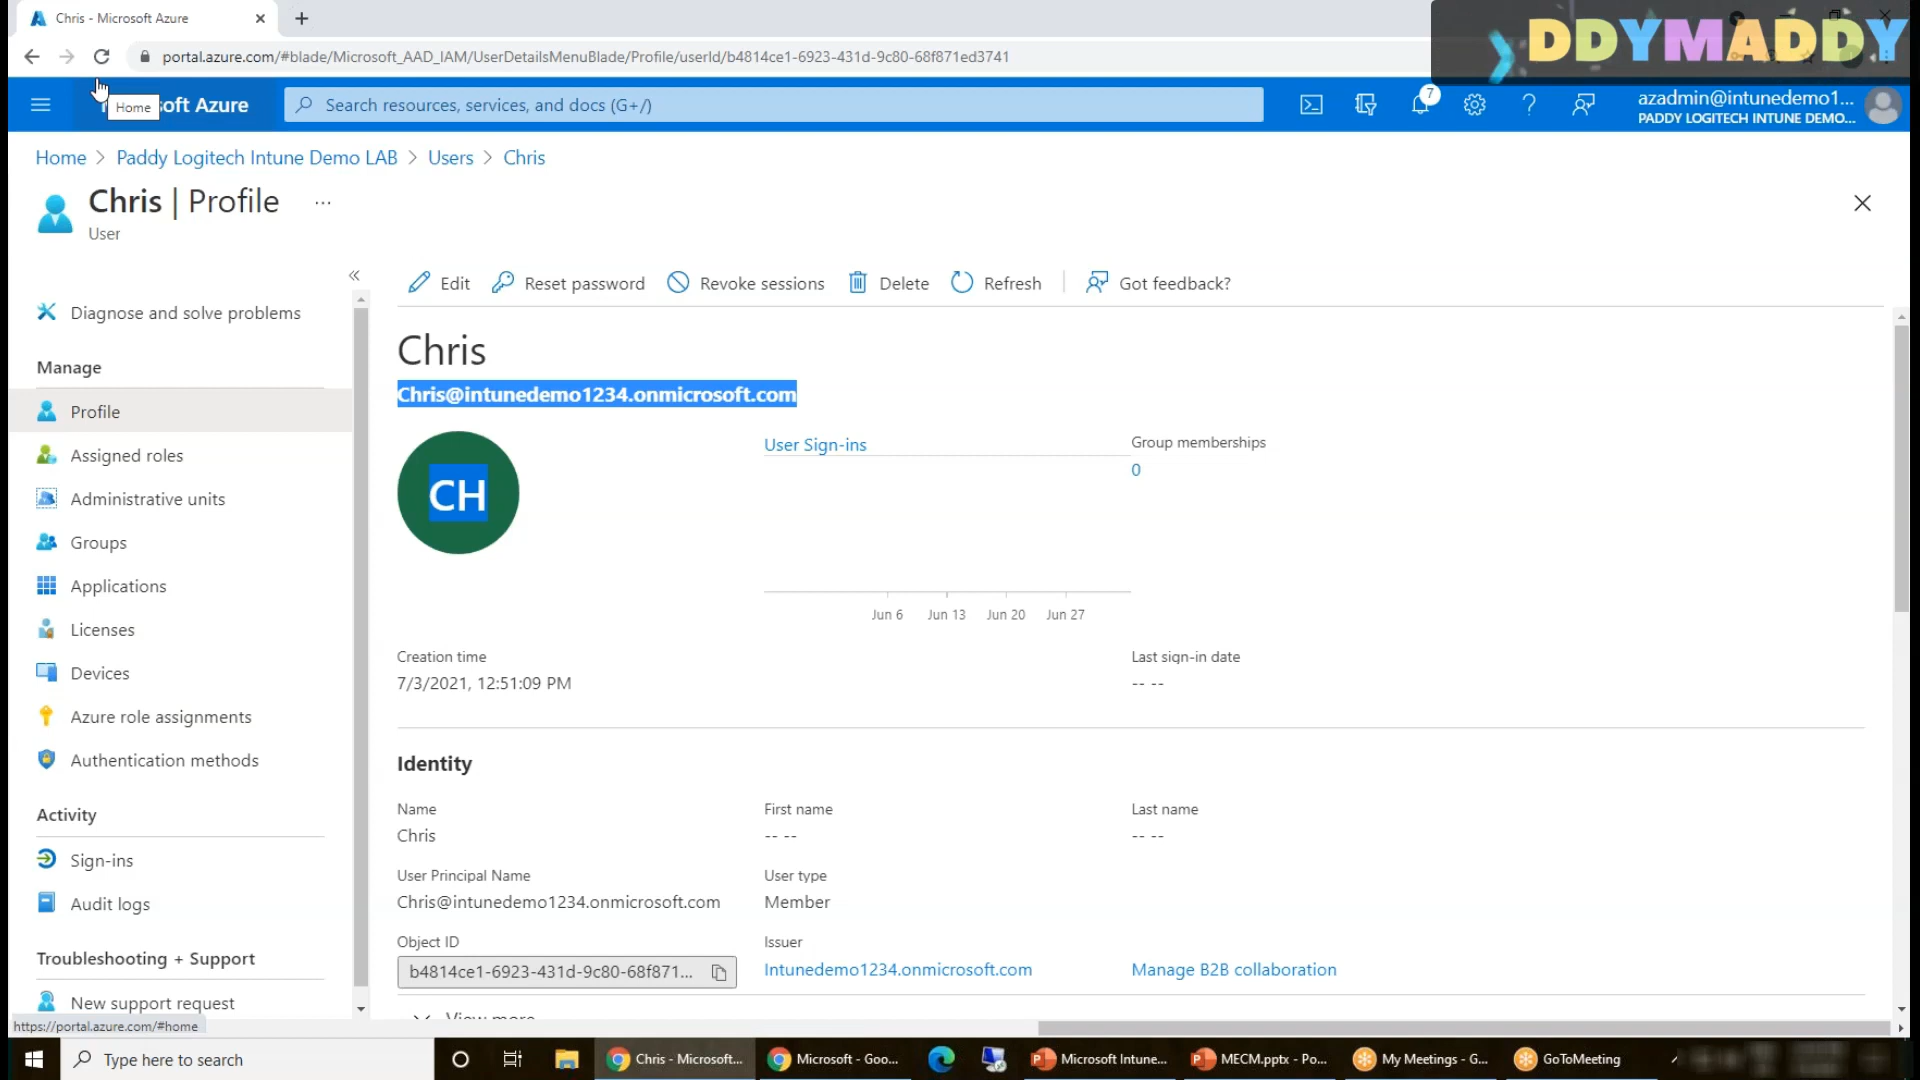 Chris - Microsoft Azure
DDYMADDY
portal.azure.com/#blade/Microsoft_AAD_IAM/UserDetailsMenuBlade/Profile/userId/b4814ce1-6923-431d-9c80-68f871ed3741
Home
oft Azure
Search resources, services, and docs (G+/)
7
azadmin@intunedemo1...
PADDY LOGITECH INTUNE DEMO...
Home > Paddy Logitech Intune Demo LAB > Users > Chris
Chris | Profile ...
User
Edit
Reset password
Revoke sessions
Delete
Refresh
Got feedback?
Diagnose and solve problems
Manage
Profile
Assigned roles
Administrative units
Groups
Applications
Licenses
Devices
Azure role assignments
Authentication methods
Activity
Sign-ins
Audit logs
Troubleshooting + Support
New support request
https://portal.azure.com/#home
Chris
Chris@intunedemo1234.onmicrosoft.com
CH
User Sign-ins
Group memberships
0
Jun 6 Jun 13 Jun 20 Jun 27
Creation time
7/3/2021, 12:51:09 PM
Last sign-in date
-- --
Identity
Name
Chris
First name
-- --
Last name
-- --
User Principal Name
Chris@intunedemo1234.onmicrosoft.com
User type
Member
Object ID
b4814ce1-6923-431d-9c80-68f871...
Issuer
Intunedemo1234.onmicrosoft.com
Manage B2B collaboration
View more
Type here to search
Chris - Microsoft...
Microsoft - Goo...
Microsoft Intune...
MECM.pptx - Po...
My Meetings - G...
GoToMeeting